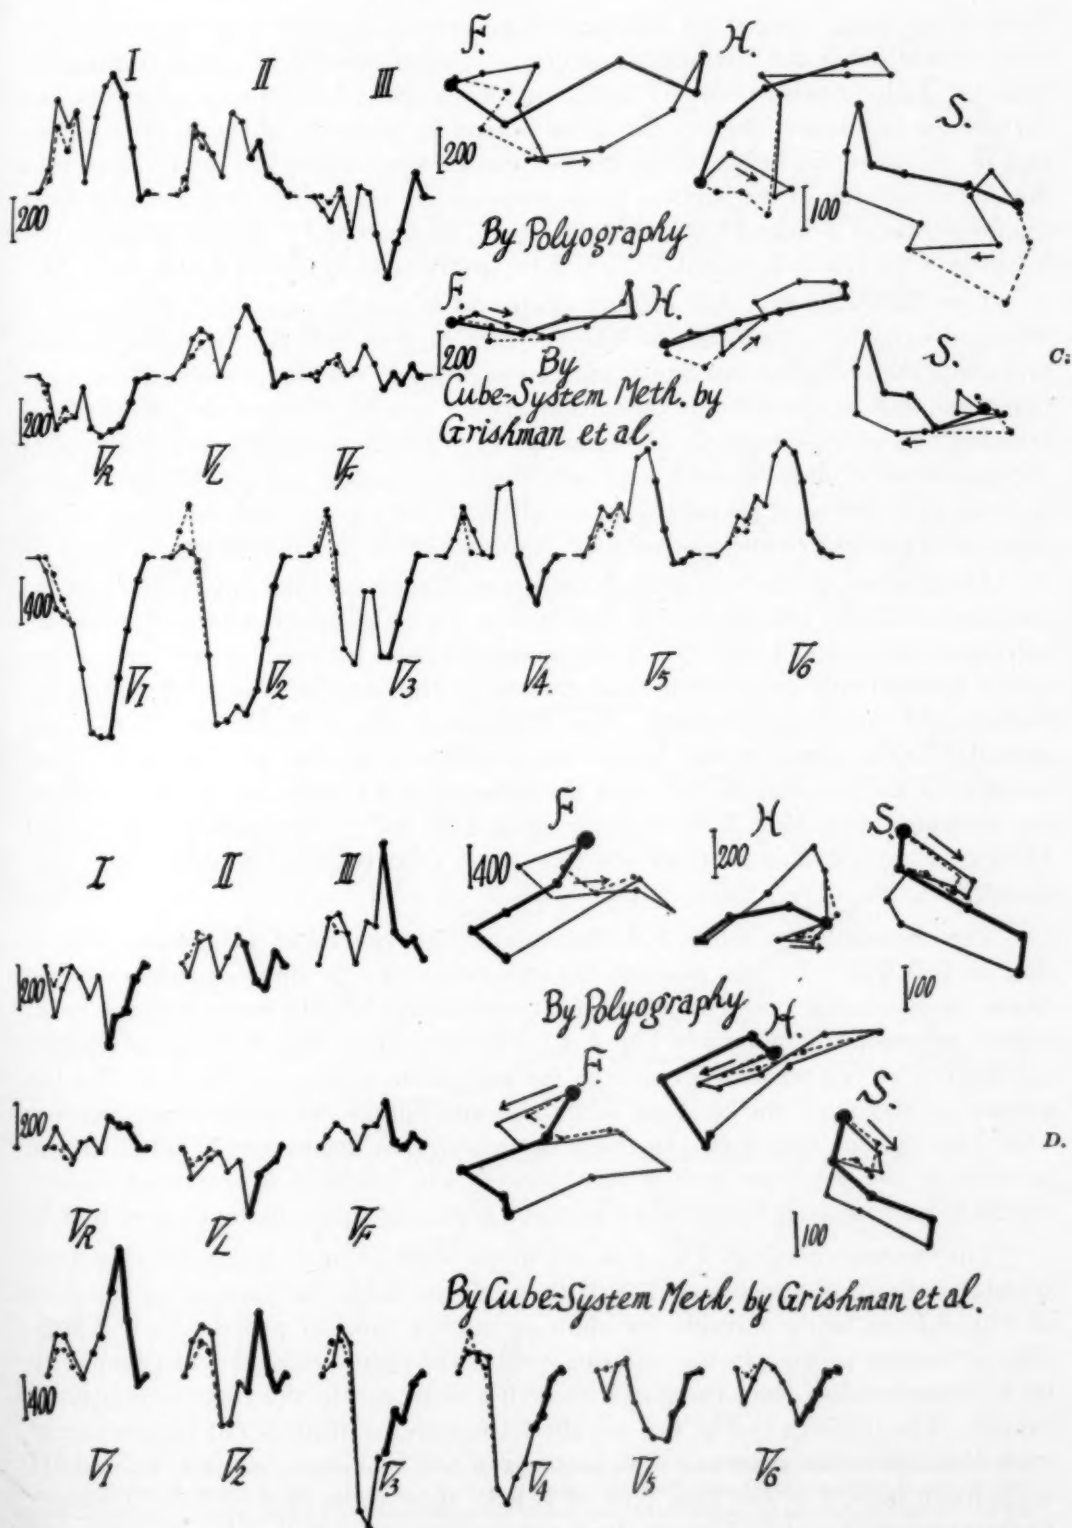 I II III F. H. S.
200 200 100
By Polyography
F. H. S.
200 200
By
Cube-System Meth. by
Grishman et al.
C.
VR VL VF
400
V1 V2 V3 V4. V5 V6
I II III F H S.
200 400 200 100
By Polyography
F. H. S.
200 100
D.
VR VL VF
By Cube-System Meth. by Grishman et al.
400
V1 V2 V3 V4 V5 V6